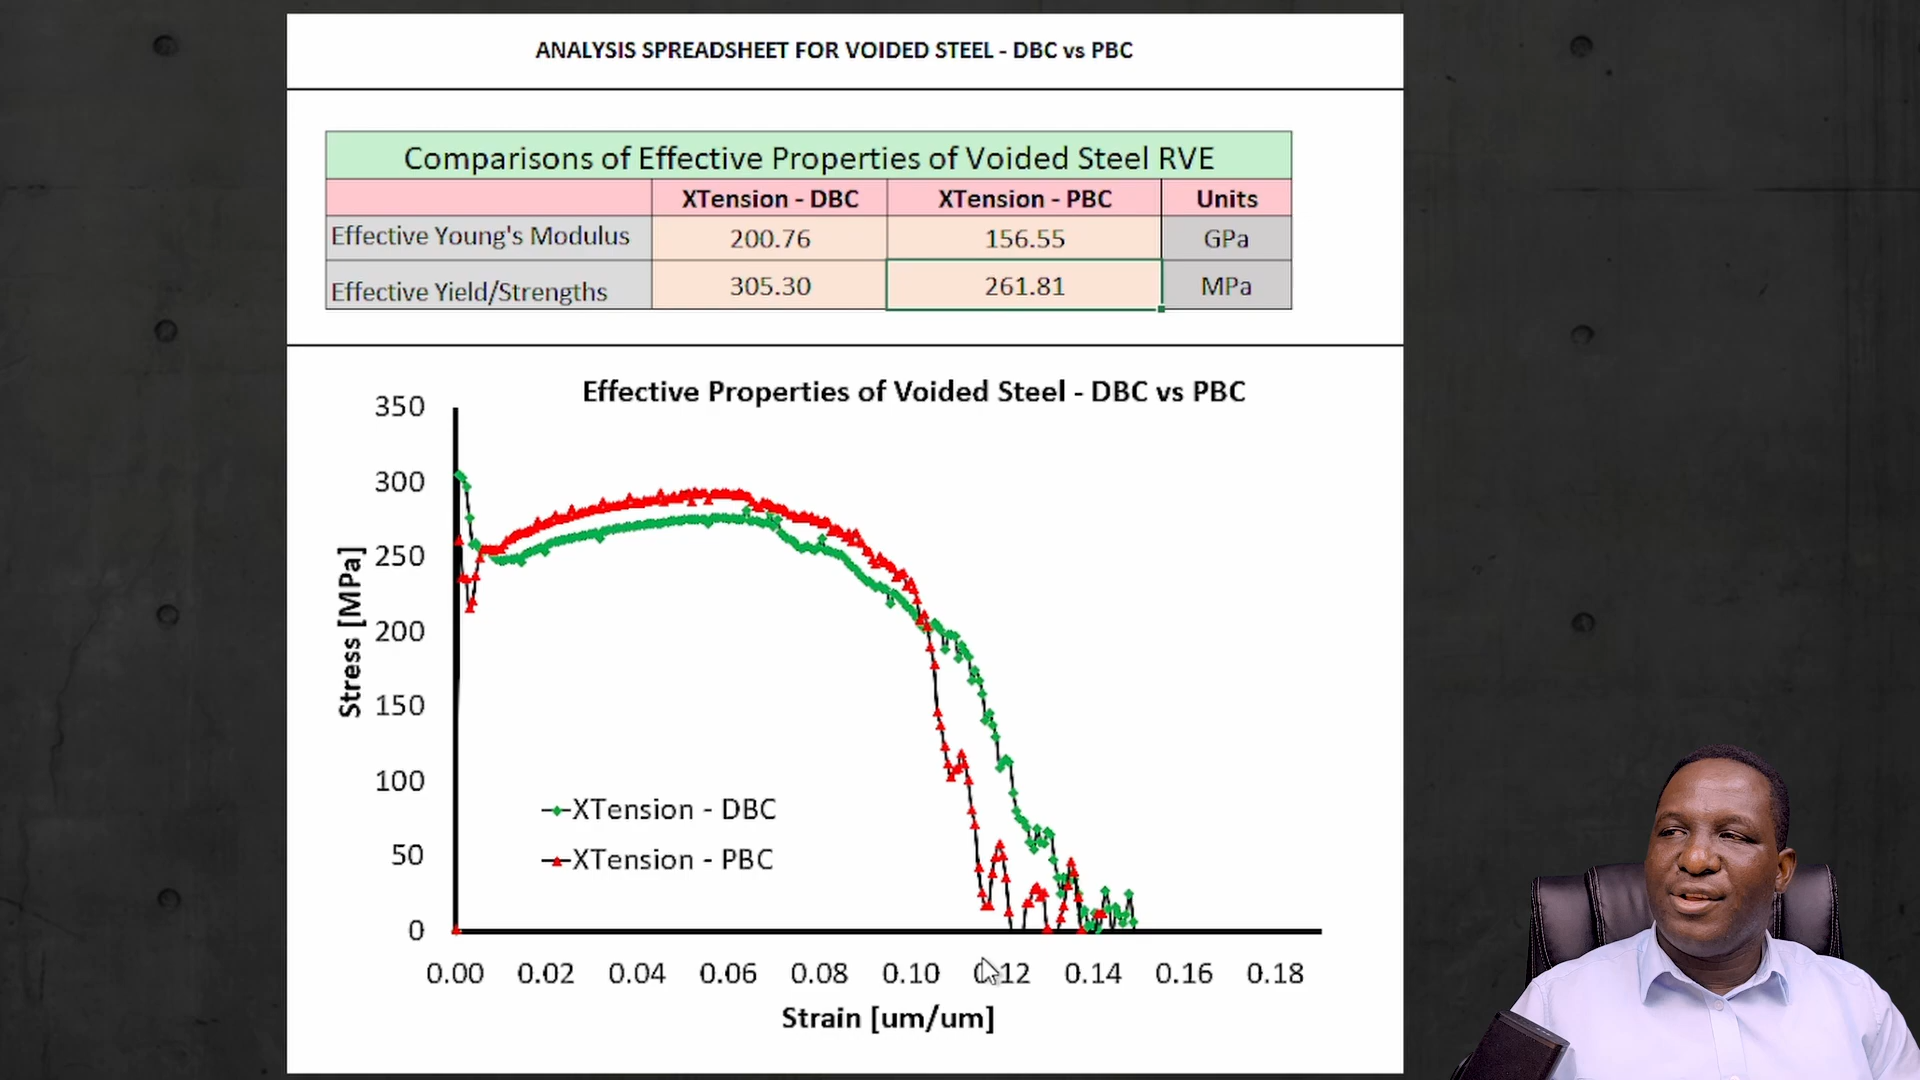 ANALYSIS SPREADSHEET FOR VOIDED STEEL - DBC vs PBC
Comparisons of Effective Properties of Voided Steel RVE
XTension - DBC XTension - PBC Units
Effective Young's Modulus 200.76 156.55 GPa
Effective Yield/Strengths 305.30 261.81 MPa
Effective Properties of Voided Steel - DBC vs PBC
350
300
250
200
150
100
50
0
Stress [MPa]
XTension - DBC
XTension - PBC
0.00 0.02 0.04 0.06 0.08 0.10 0.12 0.14 0.16 0.18
Strain [um/um]